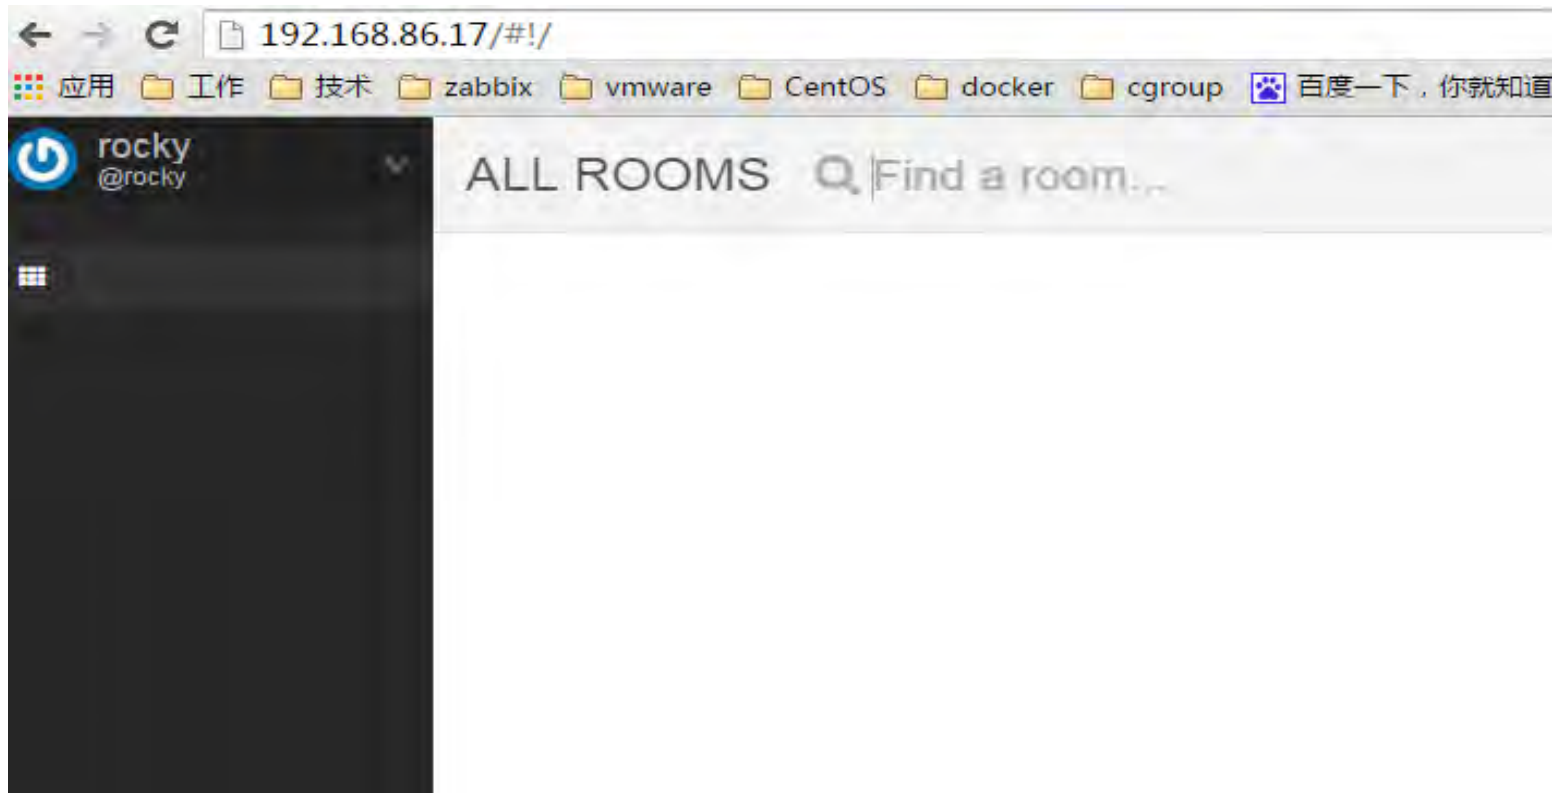 192.168.86.17/#!/
应用 工作 技术 zabbix vmware CentOS docker cgroup 百度一下，你就知道
rocky
@rocky
ALL ROOMS Find a room...